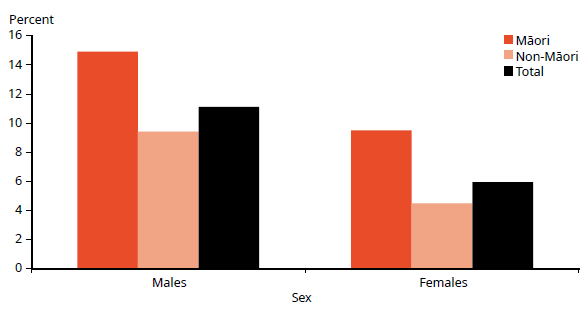 Percent
16
14
12
10
8
6
4
2
0
Māori
Non-Māori
Total
Males
Females
Sex